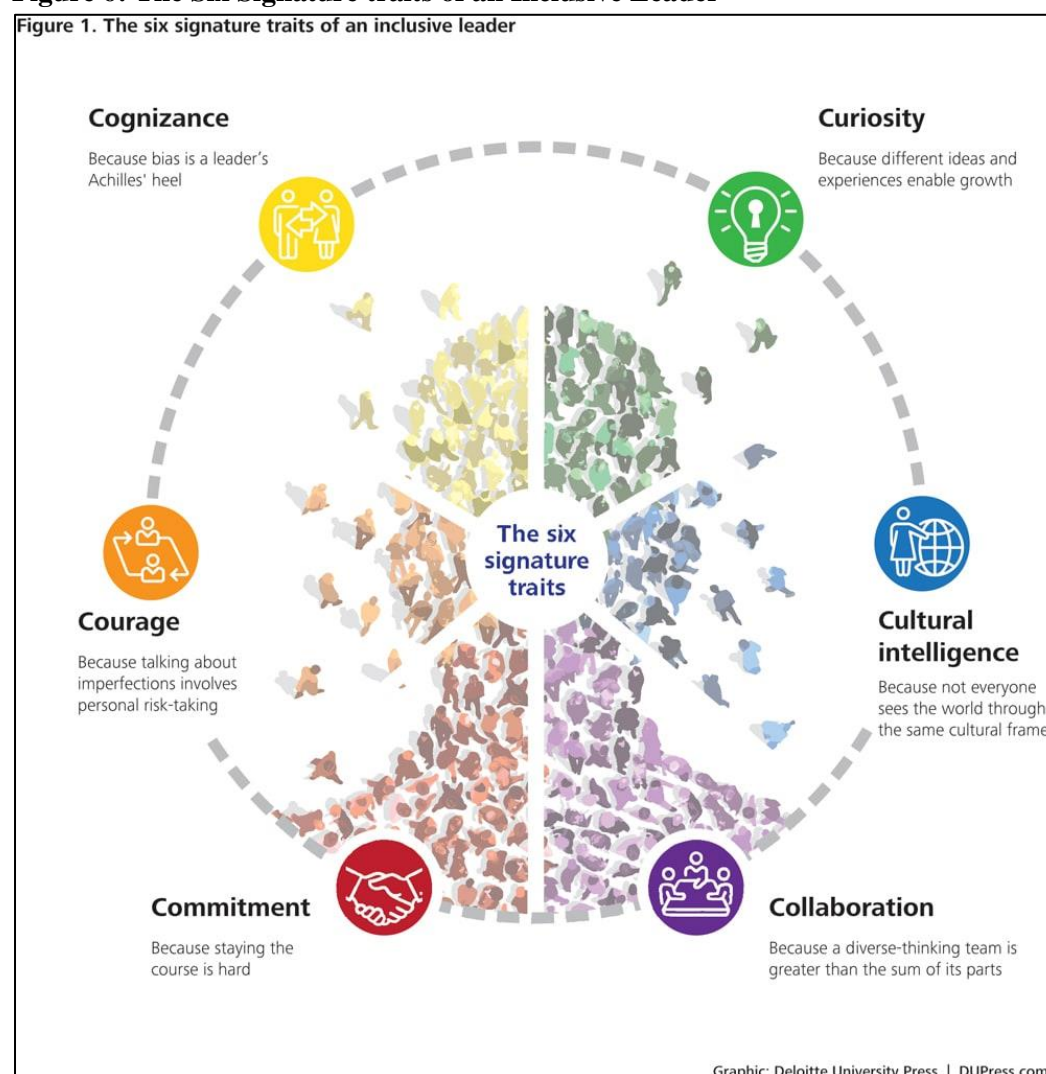 Figure 1. The six signature traits of an inclusive leader
Cognizance
Because bias is a leader's
Achilles' heel
Curiosity
Because different ideas and
experiences enable growth
The six
signature
traits
Courage
Because talking about
imperfections involves
personal risk-taking
Cultural
intelligence
Because not everyone
sees the world through
the same cultural frame
Commitment
Because staying the
course is hard
Collaboration
Because a diverse-thinking team is
greater than the sum of its parts
Graphic: Deloitte University Press | DUPress.com